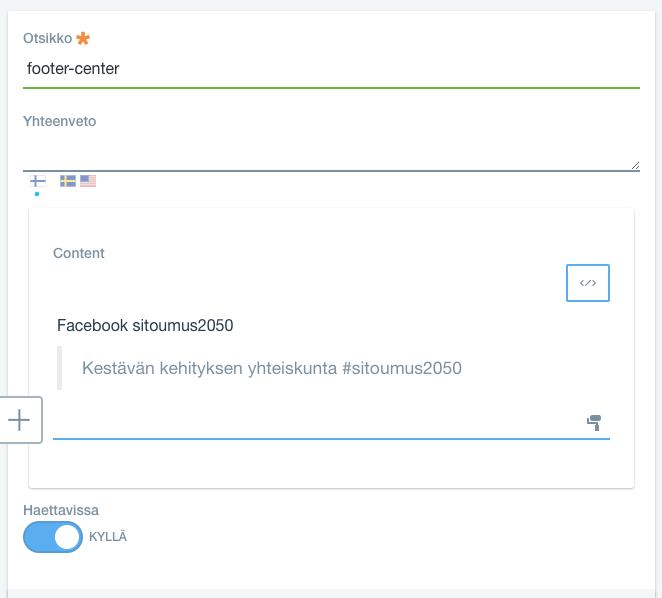 Otsikko
footer-center
Yhteenveto
Content
Facebook sitoumus2050
Kestävän kehityksen yhteiskunta #sitoumus2050
Haettavissa
KYLLÄ